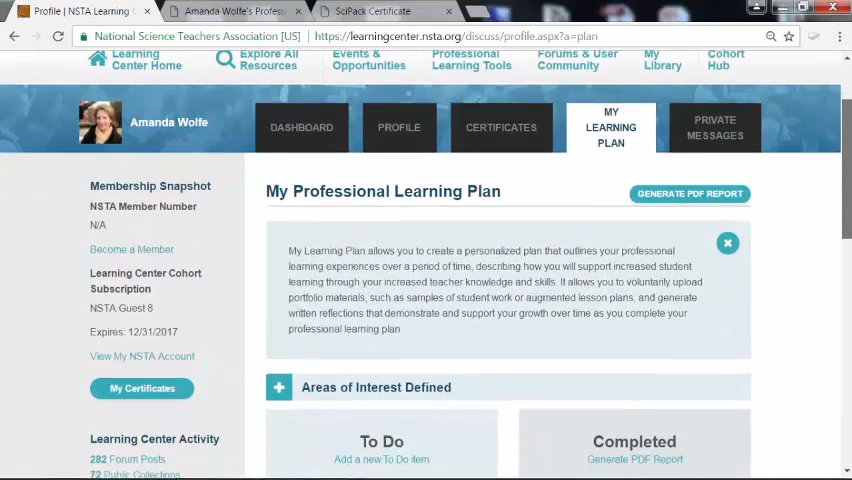 Profile | NSTA Learning C
Amanda Wolfe's Profess
SciPack Certificate
National Science Teachers Association [US]
https://learningcenter.nsta.org/discuss/profile.aspx?a=plan
Learning
Center Home
Explore All
Resources
Events &
Opportunities
Professional
Learning Tools
Forums & User
Community
My
Library
Cohort
Hub
Amanda Wolfe
DASHBOARD
PROFILE
CERTIFICATES
MY
LEARNING
PLAN
PRIVATE
MESSAGES
Membership Snapshot
NSTA Member Number
N/A
Become a Member
Learning Center Cohort
Subscription
NSTA Guest 8
Expires: 12/31/2017
View My NSTA Account
My Certificates
Learning Center Activity
282 Forum Posts
72 Public Collections
My Professional Learning Plan
GENERATE PDF REPORT
My Learning Plan allows you to create a personalized plan that outlines your professional
learning experiences over a period of time, describing how you will support increased student
learning through your increased teacher knowledge and skills. It allows you to voluntarily upload
portfolio materials, such as samples of student work or augmented lesson plans, and generate
written reflections that demonstrate and support your growth over time as you complete your
professional learning plan.
Areas of Interest Defined
To Do
Add a new To Do item
Completed
Generate PDF Report